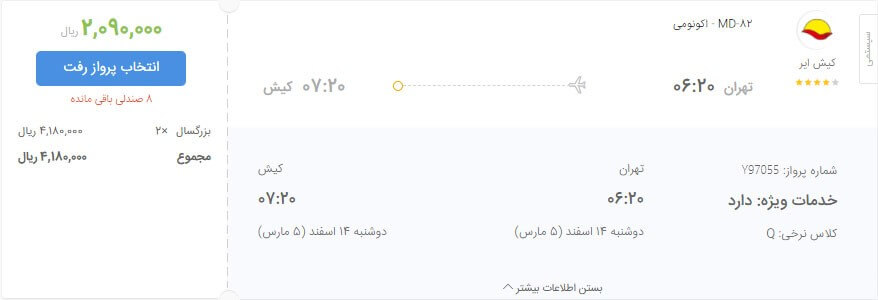 سیستمی
کیش ایر
MD-۸۲ - اکونومی
تهران ۰۶:۲۰
۰۷:۲۰ کیش
۲,۰۹۰,۰۰۰ ریال
انتخاب پرواز رفت
۸ صندلی باقی مانده
بزرگسال ×۲ ۴,۱۸۰,۰۰۰ ریال
مجموع ۴,۱۸۰,۰۰۰ ریال
شماره پرواز: Y97055
خدمات ویژه: دارد
کلاس نرخی: Q
تهران
۰۶:۲۰
دوشنبه ۱۴ اسفند (۵ مارس)
کیش
۰۷:۲۰
دوشنبه ۱۴ اسفند (۵ مارس)
بستن اطلاعات بیشتر